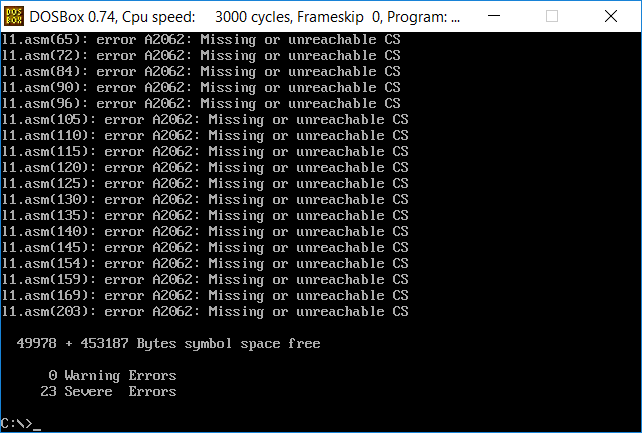 DOS BOX DOSBox 0.74, Cpu speed: 3000 cycles, Frameskip 0, Program: ...
l1.asm(65): error A2062: Missing or unreachable CS
l1.asm(72): error A2062: Missing or unreachable CS
l1.asm(84): error A2062: Missing or unreachable CS
l1.asm(90): error A2062: Missing or unreachable CS
l1.asm(96): error A2062: Missing or unreachable CS
l1.asm(105): error A2062: Missing or unreachable CS
l1.asm(110): error A2062: Missing or unreachable CS
l1.asm(115): error A2062: Missing or unreachable CS
l1.asm(120): error A2062: Missing or unreachable CS
l1.asm(125): error A2062: Missing or unreachable CS
l1.asm(130): error A2062: Missing or unreachable CS
l1.asm(135): error A2062: Missing or unreachable CS
l1.asm(140): error A2062: Missing or unreachable CS
l1.asm(145): error A2062: Missing or unreachable CS
l1.asm(154): error A2062: Missing or unreachable CS
l1.asm(159): error A2062: Missing or unreachable CS
l1.asm(169): error A2062: Missing or unreachable CS
l1.asm(203): error A2062: Missing or unreachable CS
49978 + 453187 Bytes symbol space free
0 Warning Errors
23 Severe Errors
C:\>_